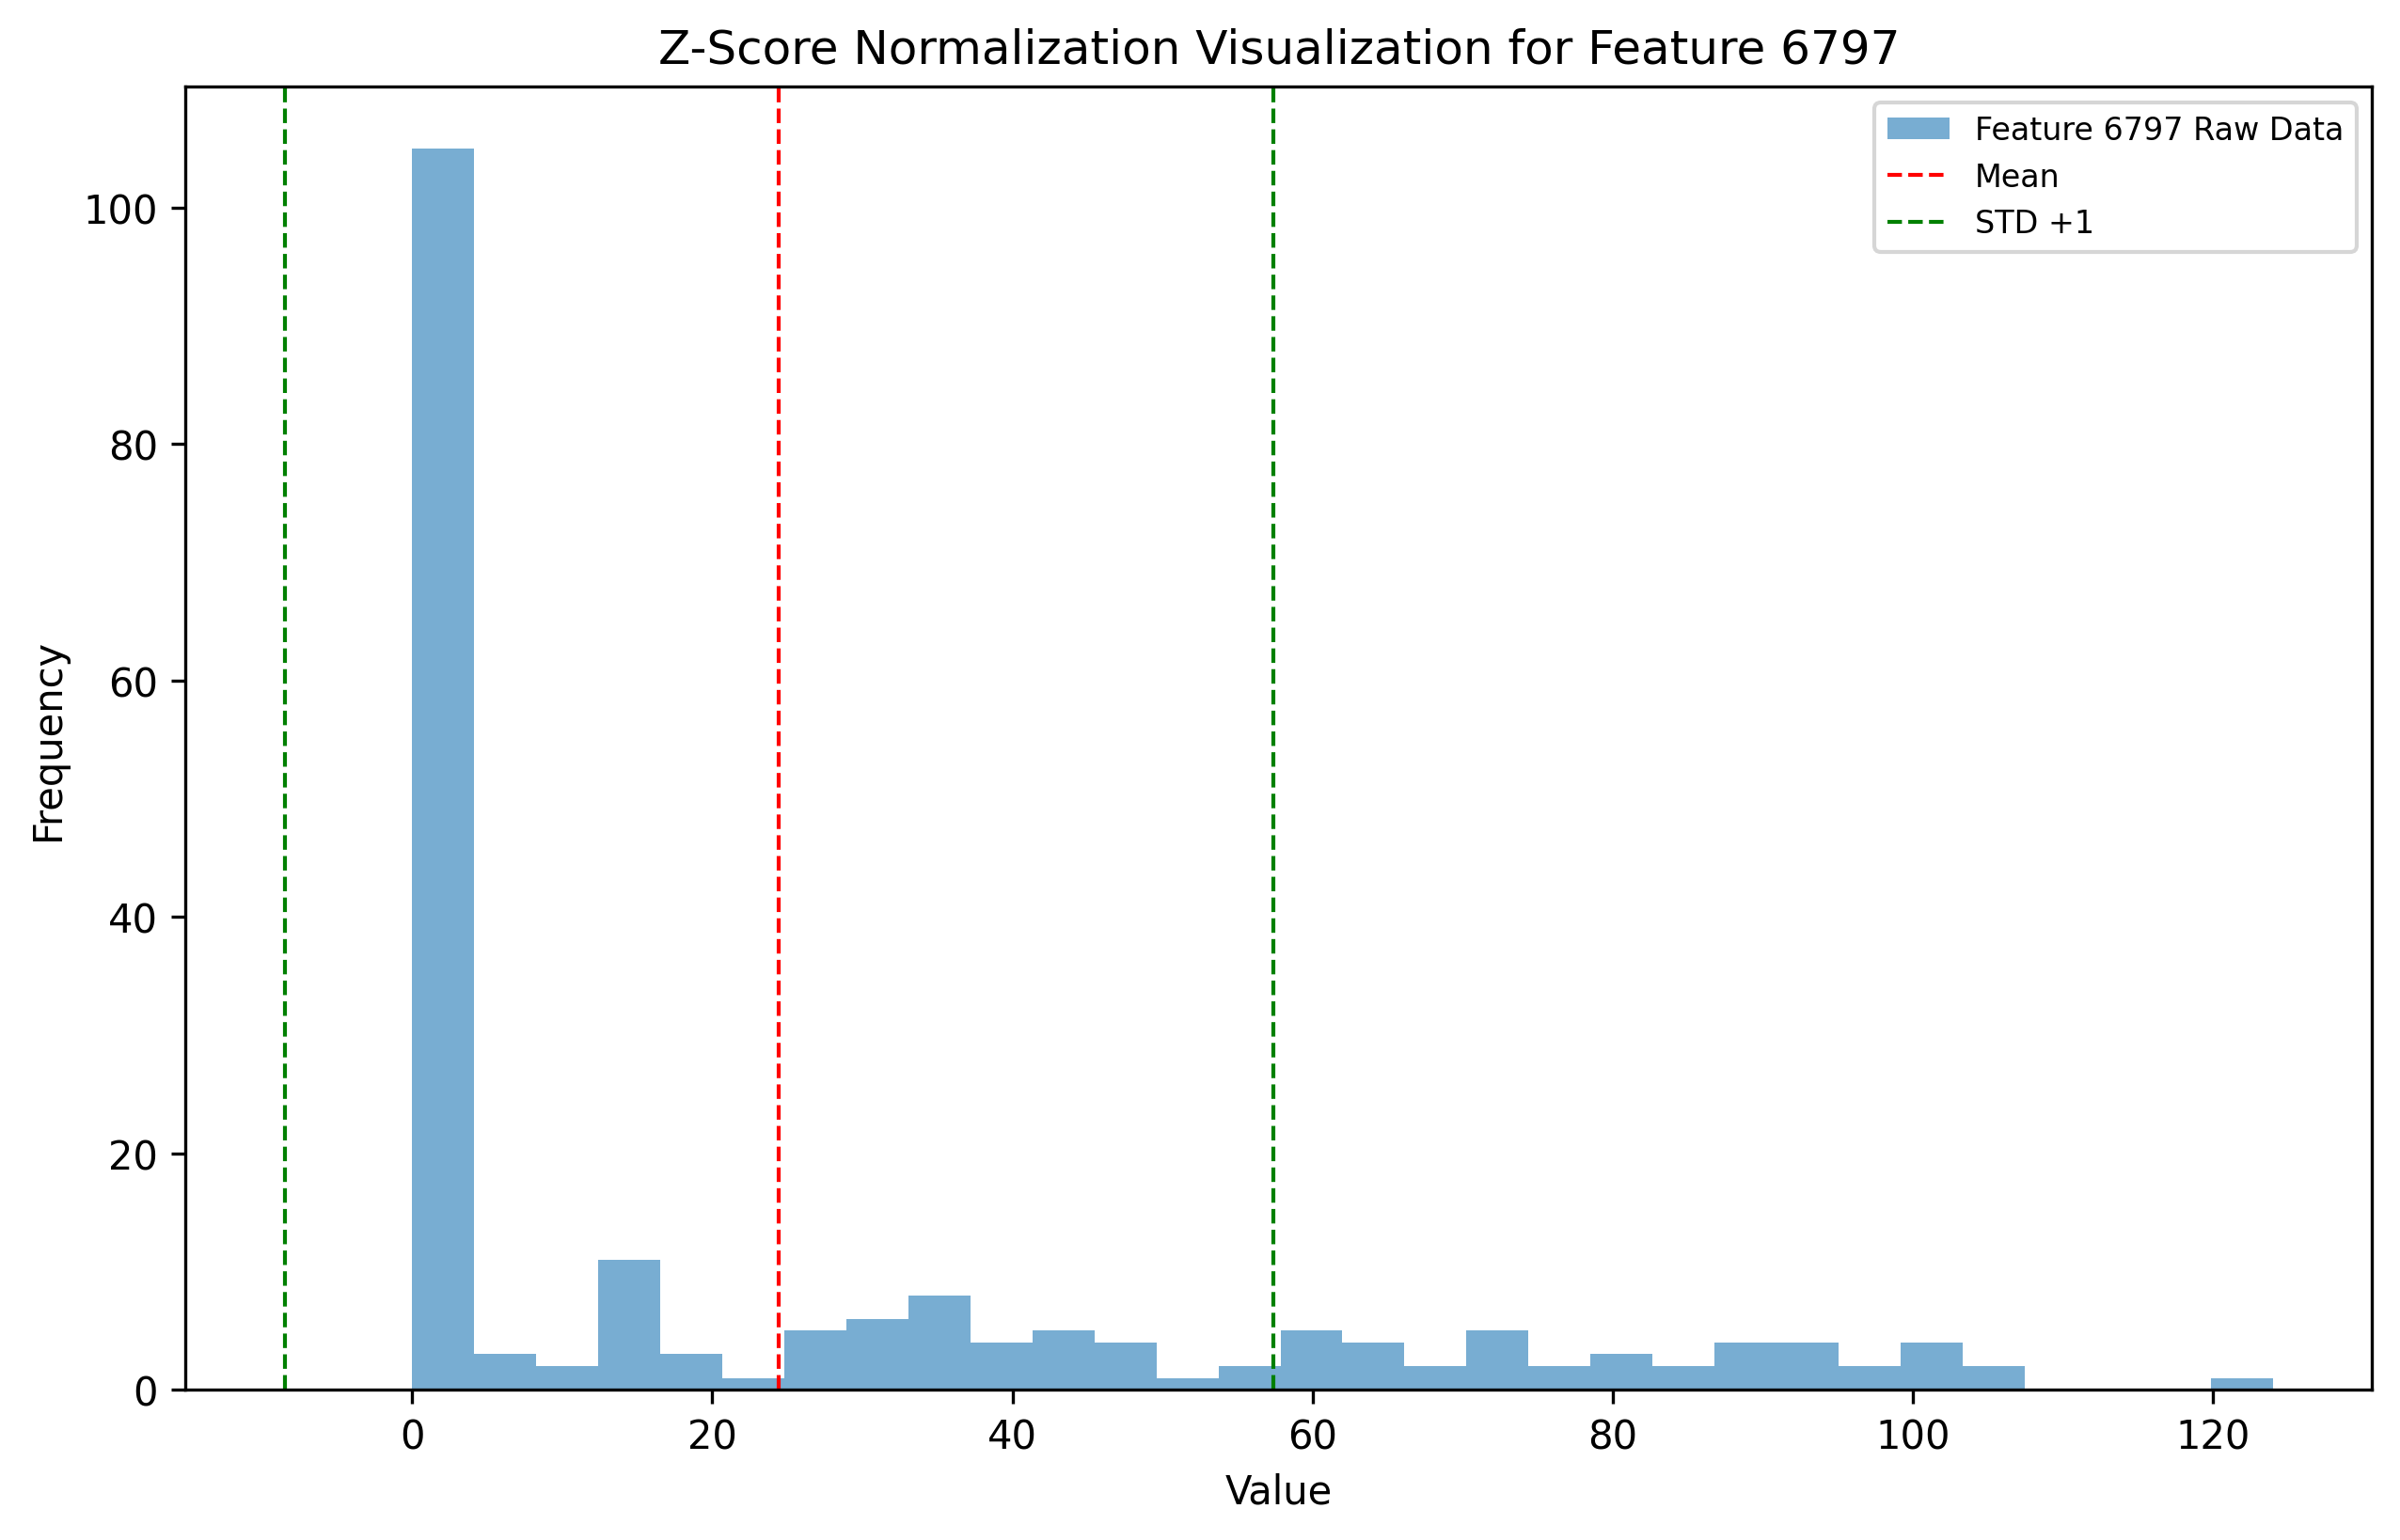 Z-Score Normalization Visualization for Feature 6797
Feature 6797 Raw Data
Mean
STD +1
Frequency
100
80
60
40
20
0
0 20 40 60 80 100 120
Value